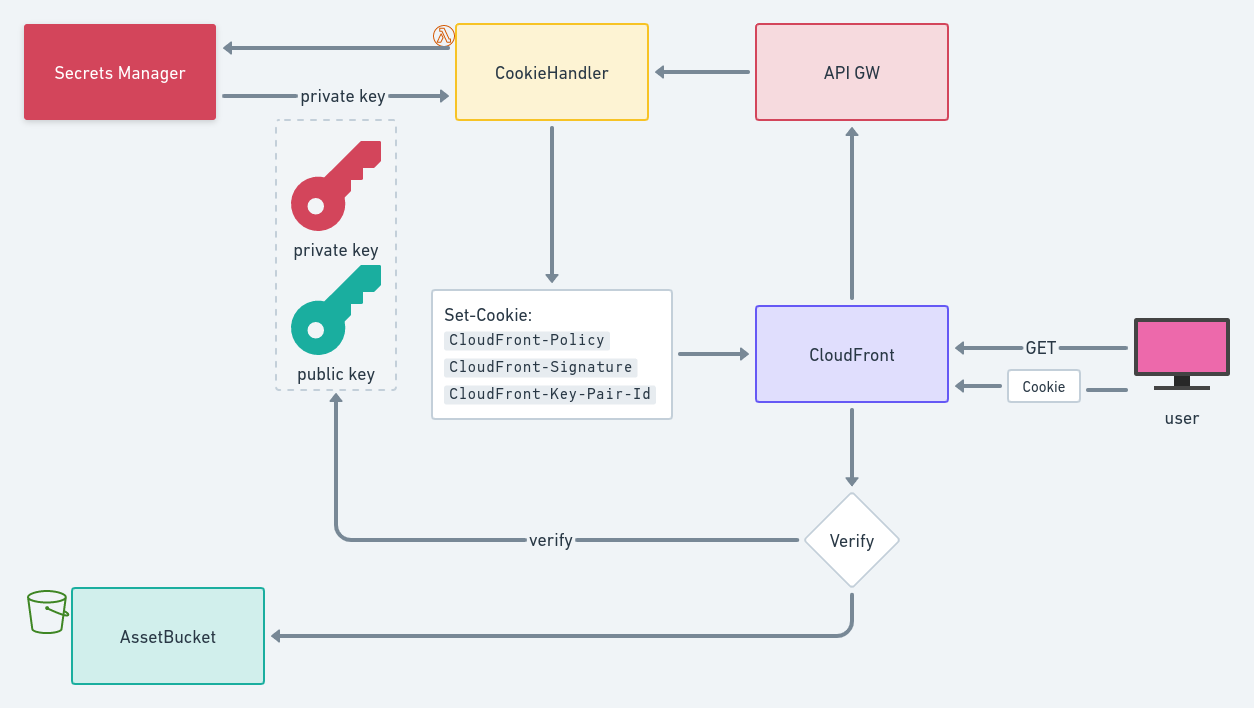 Secrets Manager
CookieHandler
API GW
private key
private key
public key
Set-Cookie:
CloudFront-Policy
CloudFront-Signature
CloudFront-Key-Pair-Id
CloudFront
GET
Cookie
user
verify
Verify
AssetBucket